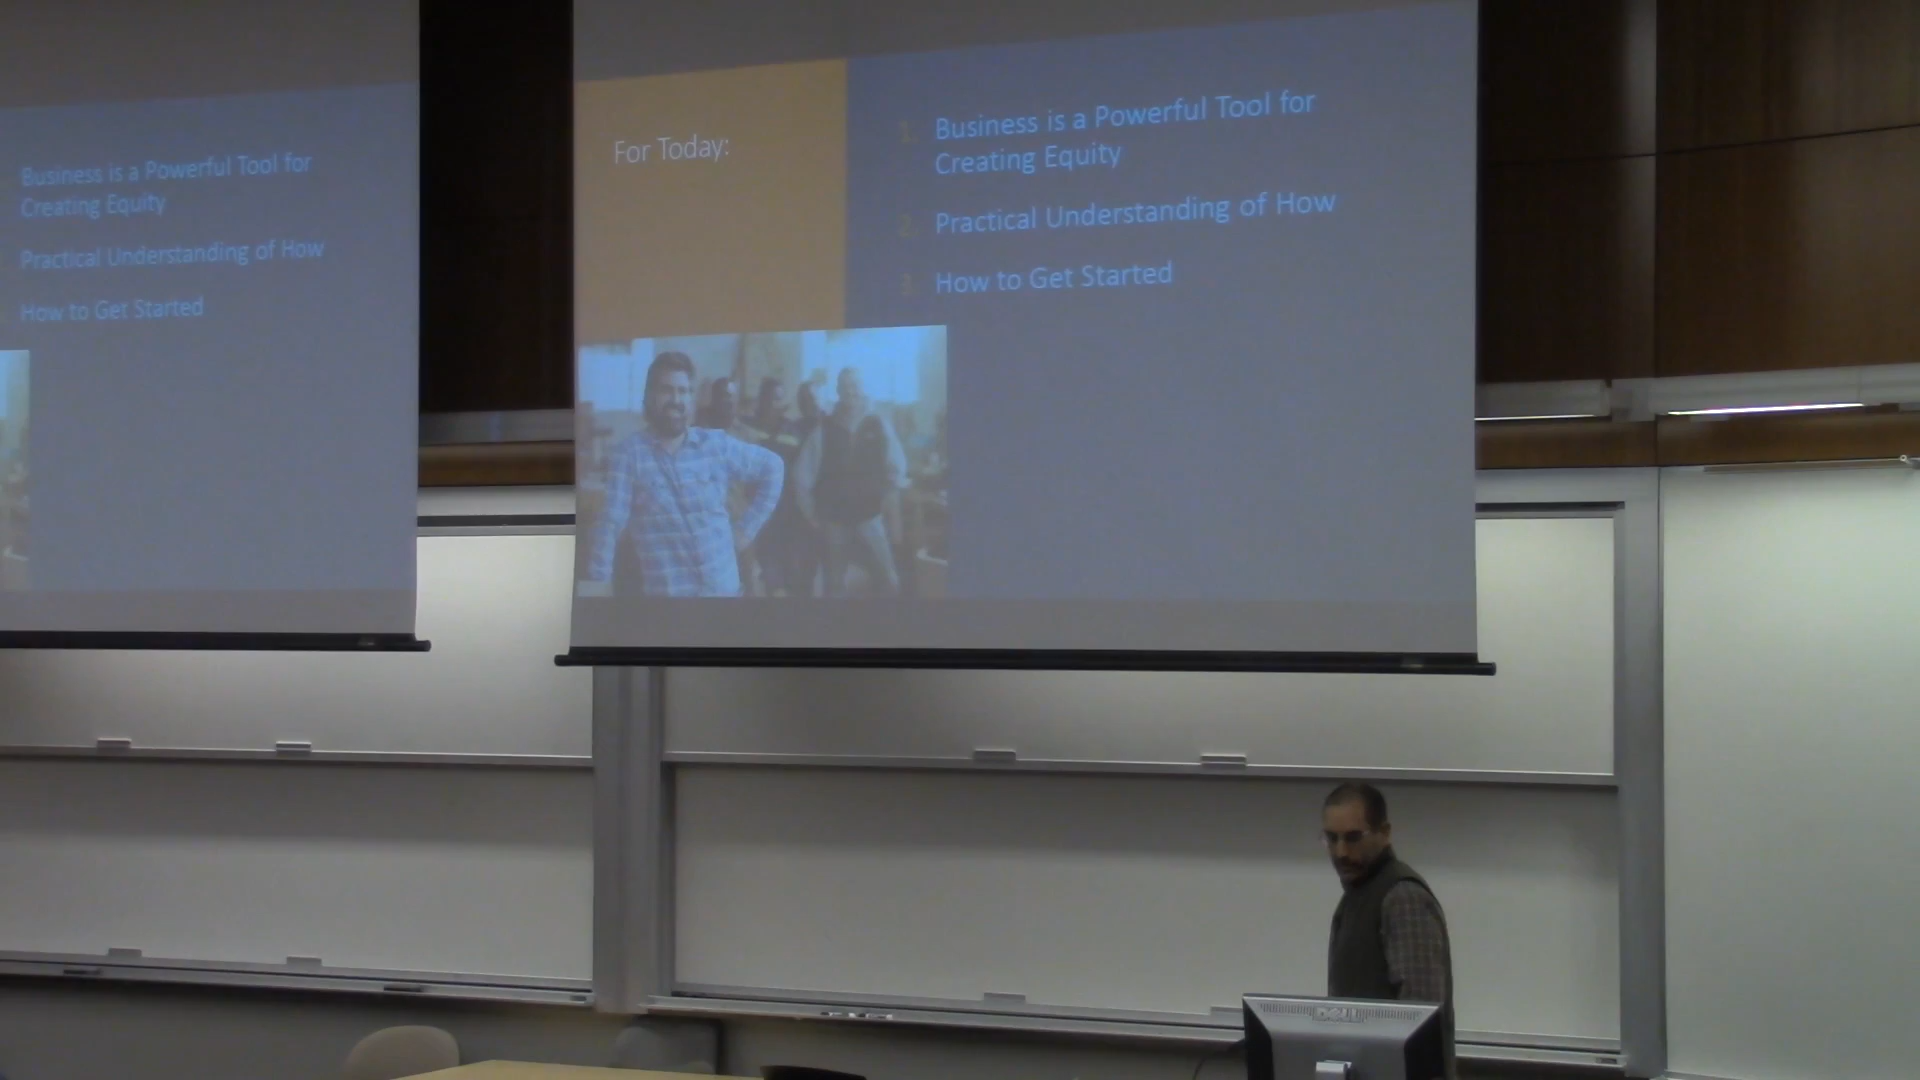 Business is a Powerful Tool for
Creating Equity
Practical Understanding of How
How to Get Started
For Today:
1. Business is a Powerful Tool for
Creating Equity
2. Practical Understanding of How
3. How to Get Started
DELL